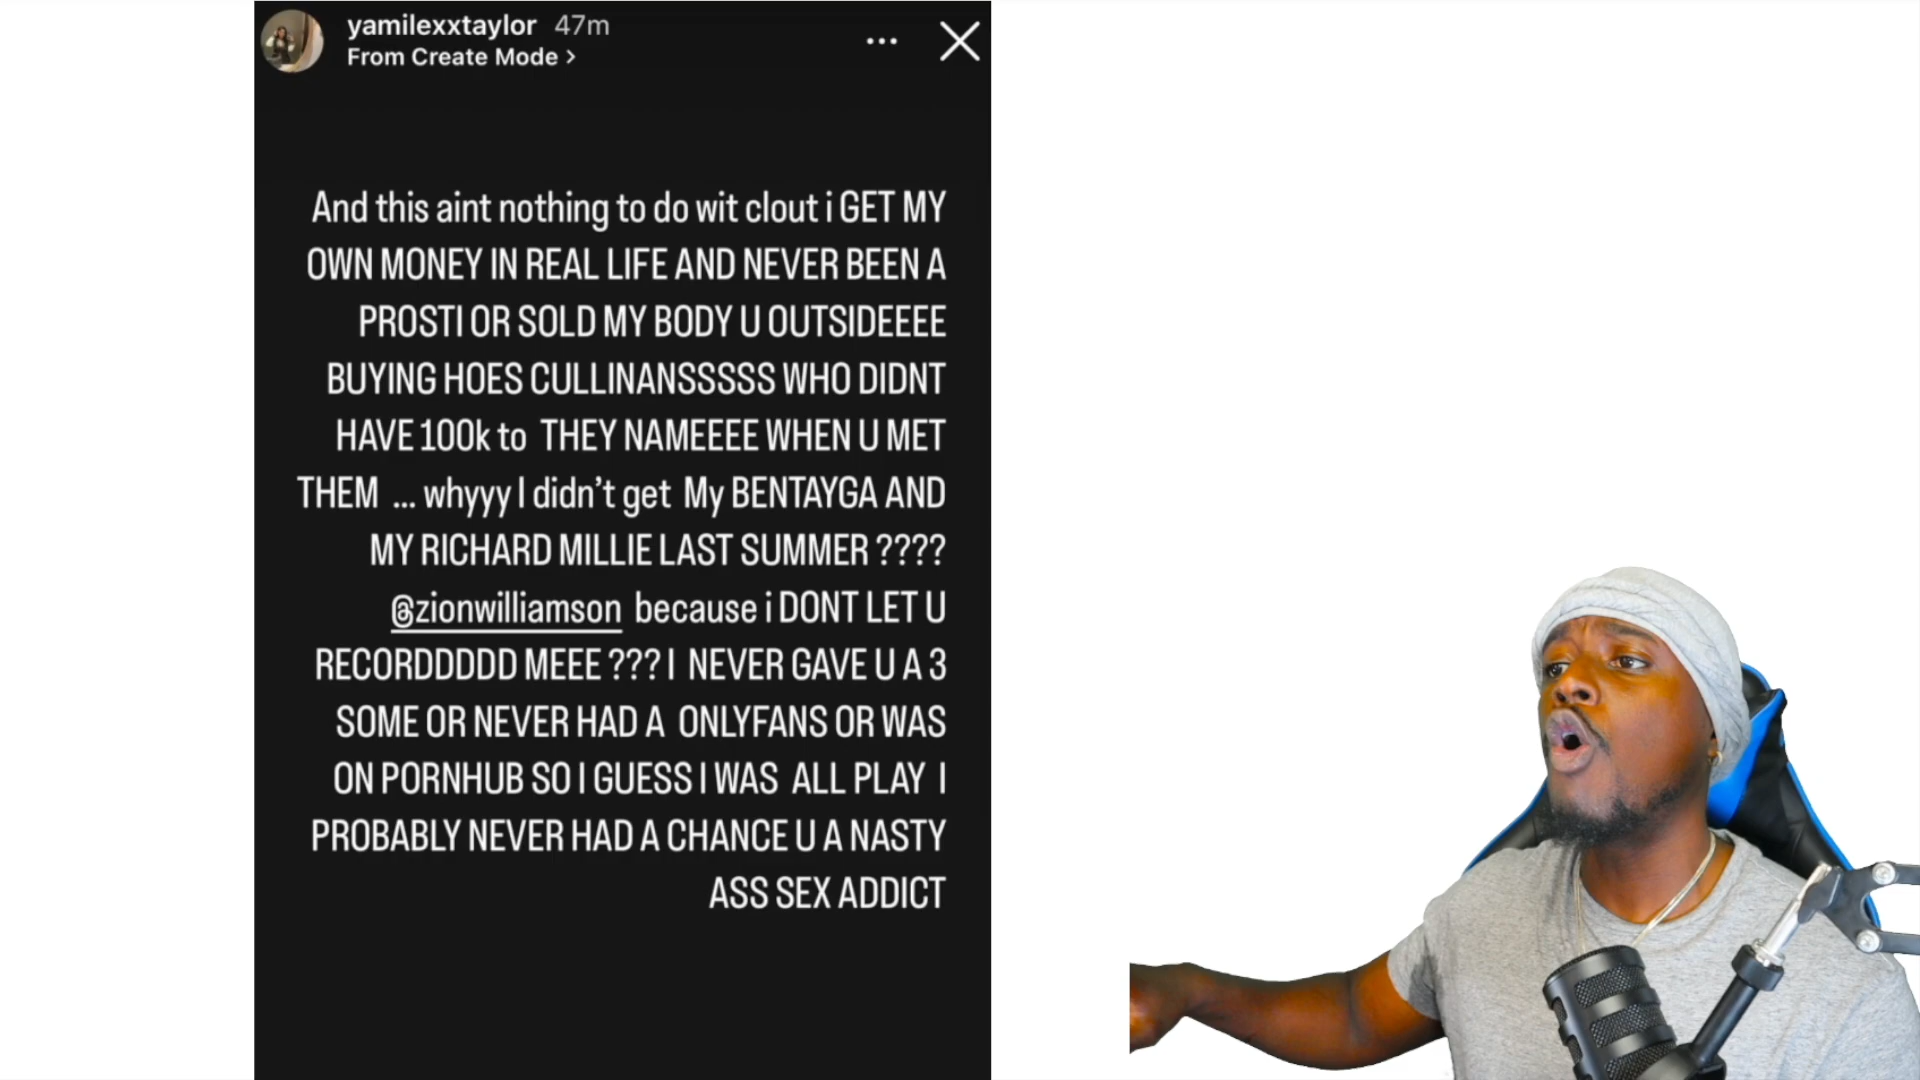 yamilexxtaylor 47m
From Create Mode >
And this aint nothing to do wit clout i GET MY
OWN MONEY IN REAL LIFE AND NEVER BEEN A
PROSTI OR SOLD MY BODY U OUTSIDEEEE
BUYING HOES CULLINANSSSSS WHO DIDNT
HAVE 100k to THEY NAMEEEE WHEN U MET
THEM ... whyyy I didn't get My BENTAYGA AND
MY RICHARD MILLIE LAST SUMMER ????
@zionwilliamson because i DONT LET U
RECORDDDDD MEEE ??? I NEVER GAVE U A 3
SOME OR NEVER HAD A ONLYFANS OR WAS
ON PORNHUB SO I GUESS I WAS ALL PLAY I
PROBABLY NEVER HAD A CHANCE U A NASTY
ASS SEX ADDICT